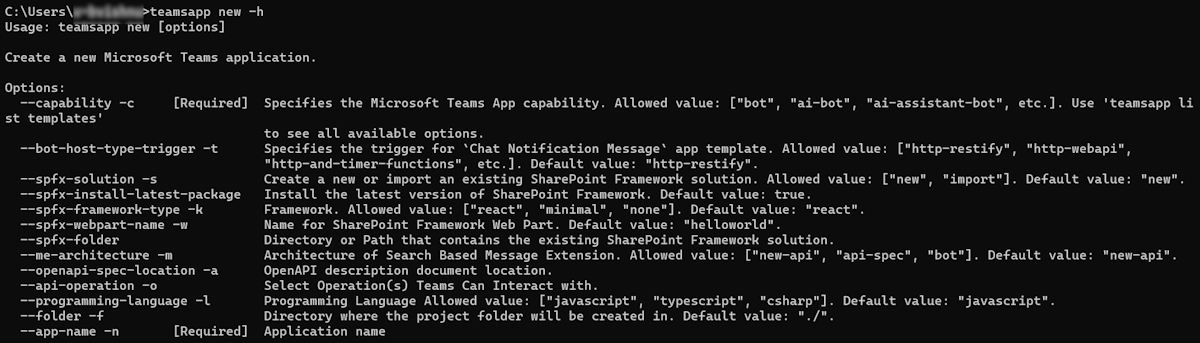 C:\Users\ >teamsapp new -h
Usage: teamsapp new [options]
Create a new Microsoft Teams application.
Options:
  --capability -c     [Required]  Specifies the Microsoft Teams App capability. Allowed value: ["bot", "ai-bot", "ai-assistant-bot", etc.]. Use 'teamsapp li
st templates'
                                  to see all available options.
  --bot-host-type-trigger -t      Specifies the trigger for `Chat Notification Message` app template. Allowed value: ["http-restify", "http-webapi",
                                  "http-and-timer-functions", etc.]. Default value: "http-restify".
  --spfx-solution -s              Create a new or import an existing SharePoint Framework solution. Allowed value: ["new", "import"]. Default value: "new".
  --spfx-install-latest-package   Install the latest version of SharePoint Framework. Default value: true.
  --spfx-framework-type -k        Framework. Allowed value: ["react", "minimal", "none"]. Default value: "react".
  --spfx-webpart-name -w          Name for SharePoint Framework Web Part. Default value: "helloworld".
  --spfx-folder                   Directory or Path that contains the existing SharePoint Framework solution.
  --me-architecture -m            Architecture of Search Based Message Extension. Allowed value: ["new-api", "api-spec", "bot"]. Default value: "new-api".
  --openapi-spec-location -a      OpenAPI description document location.
  --api-operation -o              Select Operation(s) Teams Can Interact with.
  --programming-language -l       Programming Language Allowed value: ["javascript", "typescript", "csharp"]. Default value: "javascript".
  --folder -f                     Directory where the project folder will be created in. Default value: "./".
  --app-name -n       [Required]  Application name